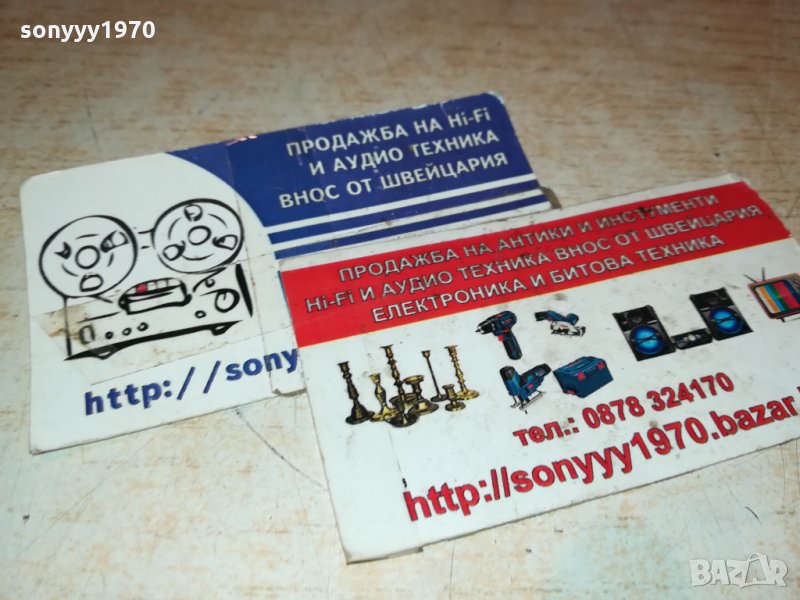 sonyyy1970
ПРОДАЖБА НА Hi-Fi
И АУДИО ТЕХНИКА
ВНОС ОТ ШВЕЙЦАРИЯ
http://sony
ПРОДАЖБА НА АНТИКИ И ИНСТУМЕНТИ
Hi-Fi И АУДИО ТЕХНИКА ВНОС ОТ ШВЕЙЦАРИЯ
ЕЛЕКТРОНИКА И БИТОВА ТЕХНИКА
тел.: 0878 324170
http://sonyyy1970.bazar
BAZAR